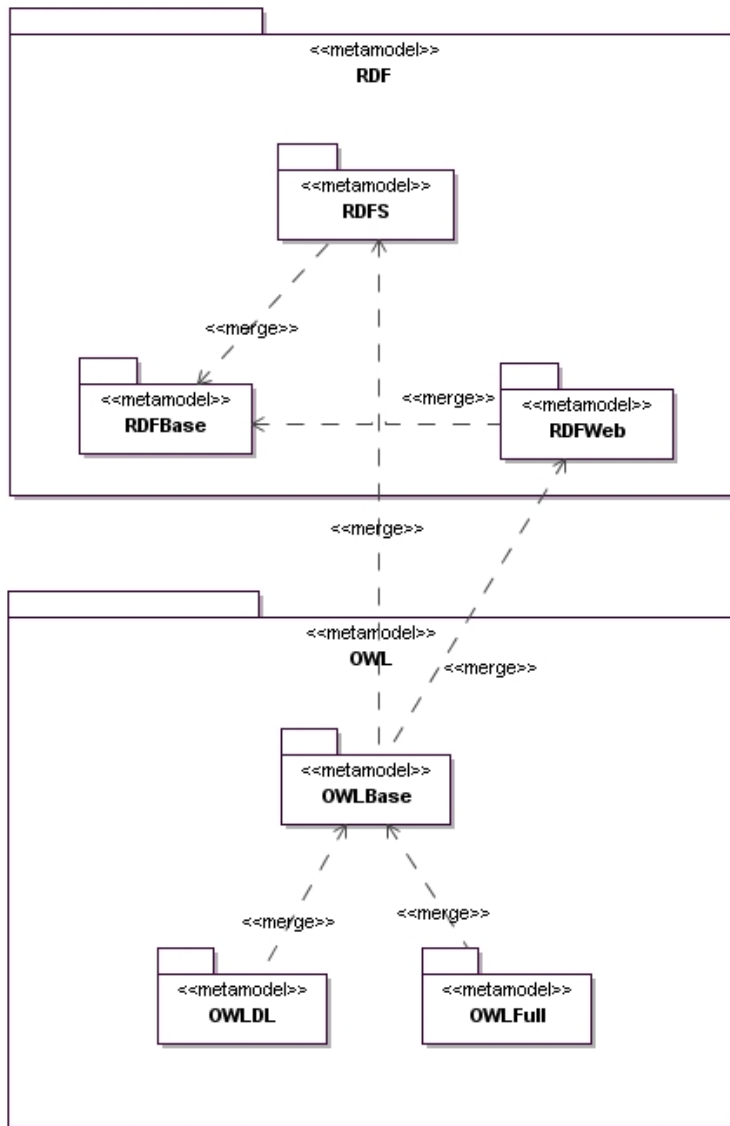 <<metamodel>>
RDF
<<metamodel>>
RDFS
<<merge>>
<<metamodel>>
RDFBase
<<merge>>
<<metamodel>>
RDFWeb
<<merge>>
<<metamodel>>
OWL
<<merge>>
<<metamodel>>
OWLBase
<<merge>>
<<merge>>
<<metamodel>>
OWLDL
<<metamodel>>
OWLFull